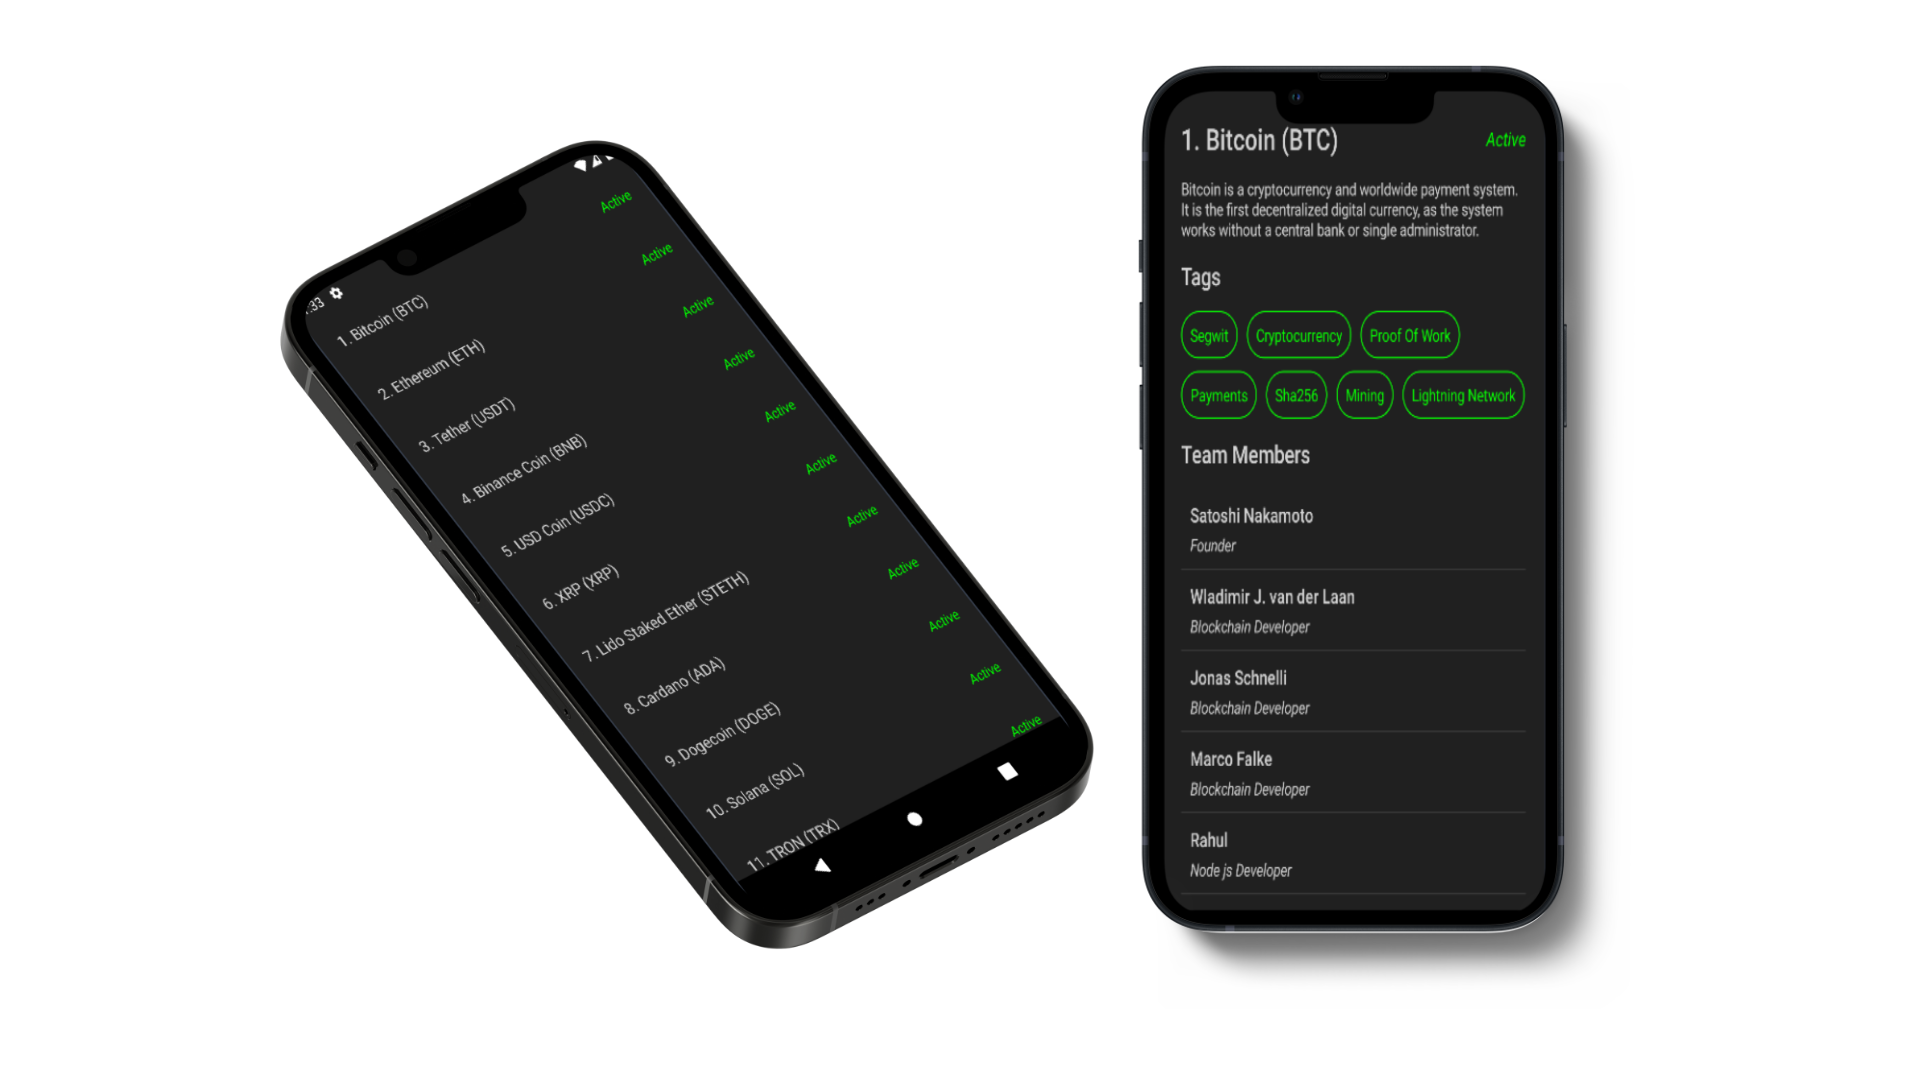 :33
1. Bitcoin (BTC) Active
2. Ethereum (ETH) Active
3. Tether (USDT) Active
4. Binance Coin (BNB) Active
5. USD Coin (USDC) Active
6. XRP (XRP) Active
7. Lido Staked Ether (STETH) Active
8. Cardano (ADA) Active
9. Dogecoin (DOGE) Active
10. Solana (SOL) Active
11. TRON (TRX) Active
1. Bitcoin (BTC) Active
Bitcoin is a cryptocurrency and worldwide payment system.
It is the first decentralized digital currency, as the system
works without a central bank or single administrator.
Tags
Segwit Cryptocurrency Proof Of Work
Payments Sha256 Mining Lightning Network
Team Members
Satoshi Nakamoto
Founder
Wladimir J. van der Laan
Blockchain Developer
Jonas Schnelli
Blockchain Developer
Marco Falke
Blockchain Developer
Rahul
Node js Developer